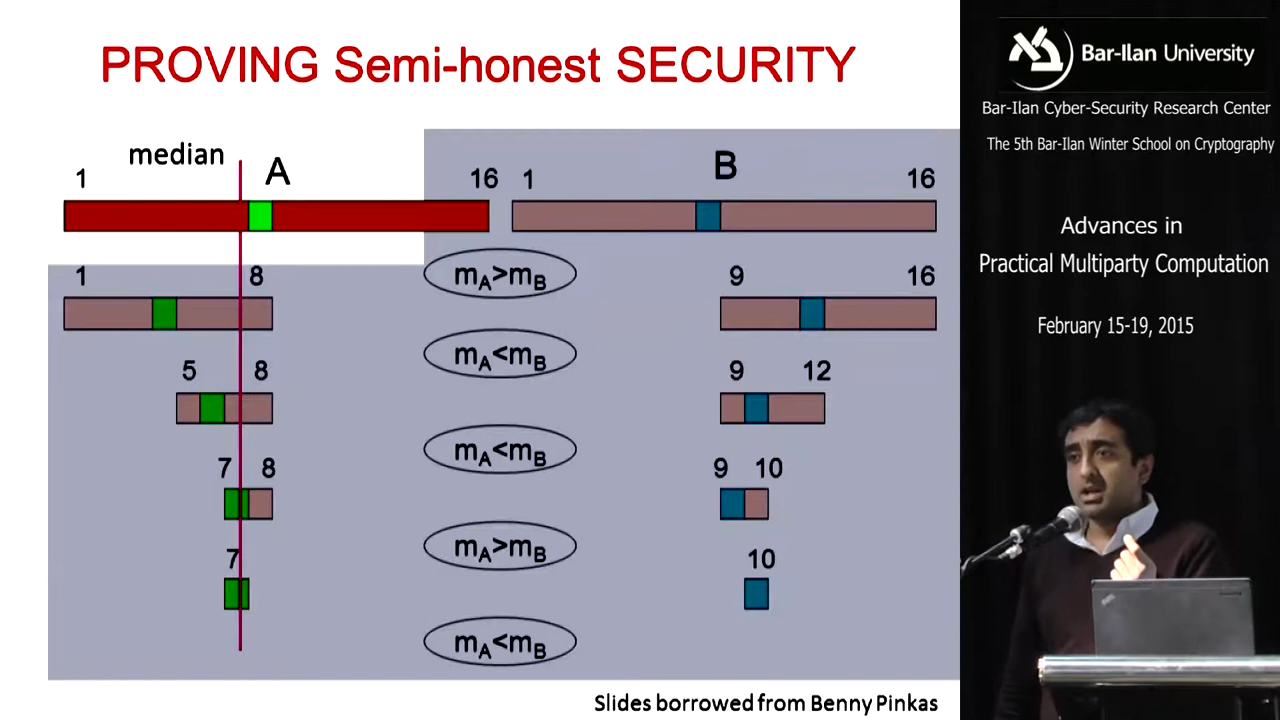 PROVING Semi-honest SECURITY
median
A
B
1
16
1
16
mA>mB
1
8
9
16
mA<mB
5
8
9
12
mA<mB
7
8
9
10
mA>mB
7
10
mA<mB
Slides borrowed from Benny Pinkas
Bar-Ilan University
Bar-Ilan Cyber-Security Research Center
The 5th Bar-Ilan Winter School on Cryptography
Advances in
Practical Multiparty Computation
February 15-19, 2015